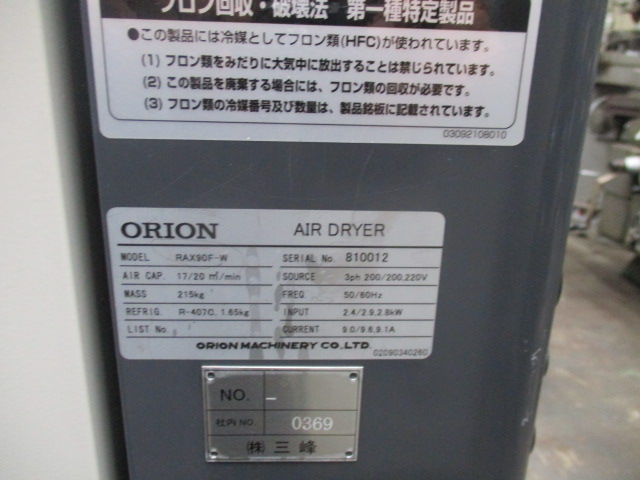 フロン回収・破壊法 第一種特定製品
●この製品には冷媒としてフロン類(HFC)が使われています。
(1) フロン類をみだりに大気中に放出することは禁じられています。
(2) この製品を廃棄する場合には、フロン類の回収が必要です。
(3) フロン類の冷媒番号及び数量は、製品銘板に記載されています。
03092108010
ORION AIR DRYER
MODEL RAX90F-W SERIAL No. 810012
AIR CAP. 17/20 m³/min SOURCE 3ph 200/200,220V
MASS 215kg FREQ 50/60Hz
REFRIG. R-407C, 1.65kg INPUT 2.4/2.9,2.8kW
LIST No. CURRENT 9.0/9.6,9.1A
ORION MACHINERY CO.,LTD. 02090340260
NO. –
社内NO 0369
(株) 三峰